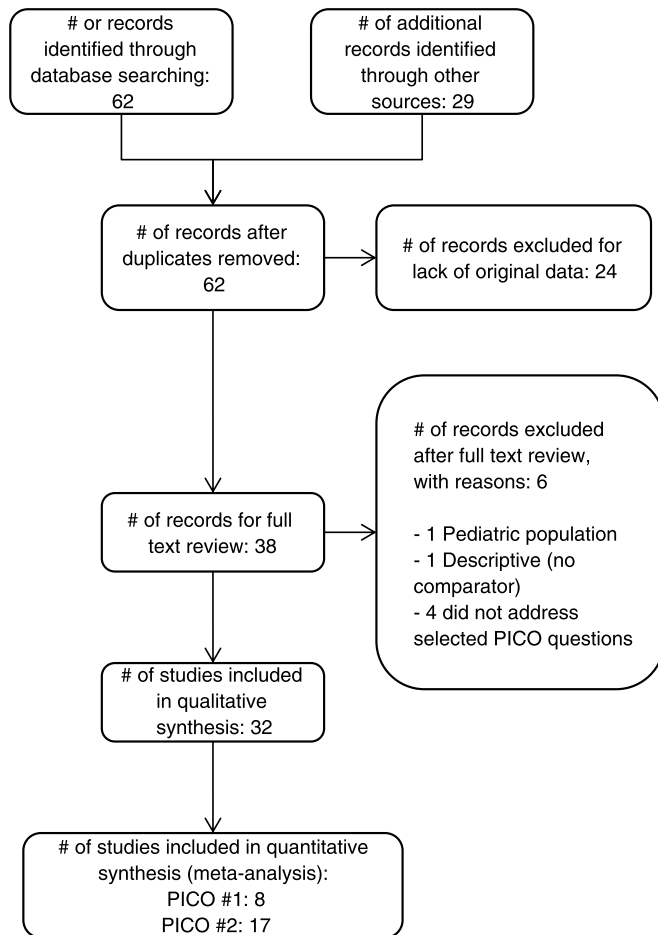 # or records
identified through
database searching:
62
# of additional
records identified
through other
sources: 29
# of records after
duplicates removed:
62
# of records excluded for
lack of original data: 24
# of records excluded
after full text review,
with reasons: 6
- 1 Pediatric population
- 1 Descriptive (no
comparator)
- 4 did not address
selected PICO questions
# of records for full
text review: 38
# of studies included
in qualitative
synthesis: 32
# of studies included in quantitative
synthesis (meta-analysis):
PICO #1: 8
PICO #2: 17